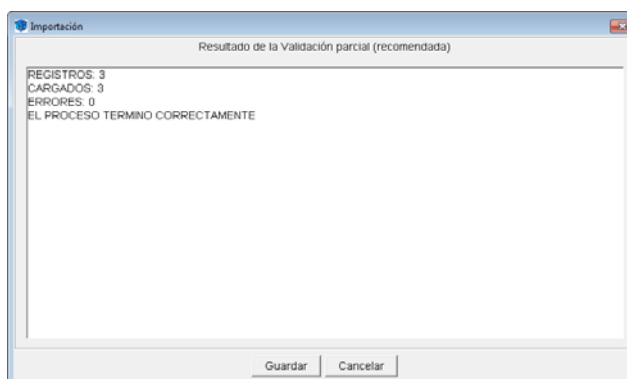 Importación
Resultado de la Validación parcial (recomendada)
REGISTROS: 3
CARGADOS: 3
ERRORES: 0
EL PROCESO TERMINO CORRECTAMENTE
Guardar Cancelar